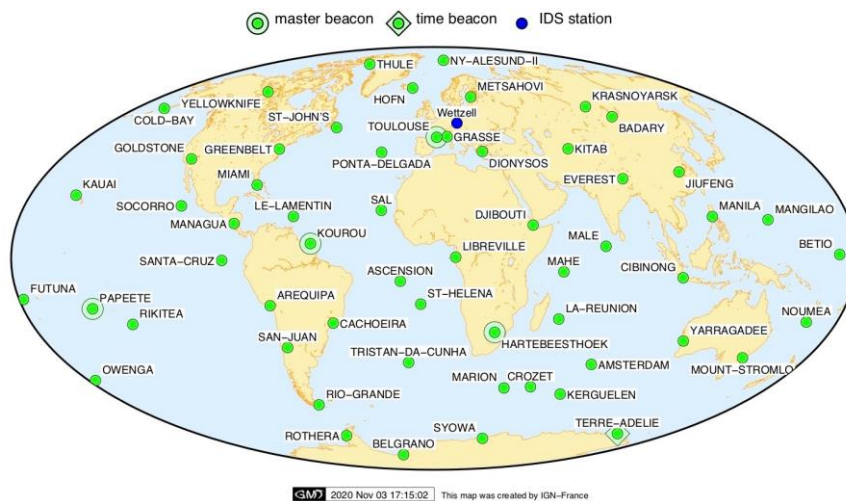 master beacon
time beacon
IDS station
THULE
NY-ALESUND-II
METSAHOVI
HOFN
YELLOWKNIFE
COLD-BAY
ST-JOHN'S
KRASNOYARSK
BADARY
Wettzell
TOULOUSE
GRASSE
GOLDSTONE
GREENBELT
PONTA-DELGADA
DIONYSOS
KITAB
MIAMI
EVEREST
JIUFENG
KAUAI
SOCORRO
LE-LAMENTIN
SAL
MANAGUA
DJIBOUTI
MANILA
MANGILAO
KOUROU
LIBREVILLE
MALE
BETIO
SANTA-CRUZ
ASCENSION
MAHE
CIBINONG
FUTUNA
PAPEETE
AREQUIPA
ST-HELENA
RIKITEA
CACHOEIRA
LA-REUNION
NOUMEA
SAN-JUAN
HARTEBEESTHOEK
YARRAGADEE
TRISTAN-DA-CUNHA
AMSTERDAM
MOUNT-STROMLO
OWENGA
MARION
CROZET
RIO-GRANDE
KERGUELEN
ROTHERA
BELGRANO
SYOWA
TERRE-ADELIE
GMD 2020 Nov 03 17:15:02 This map was created by IGN-France